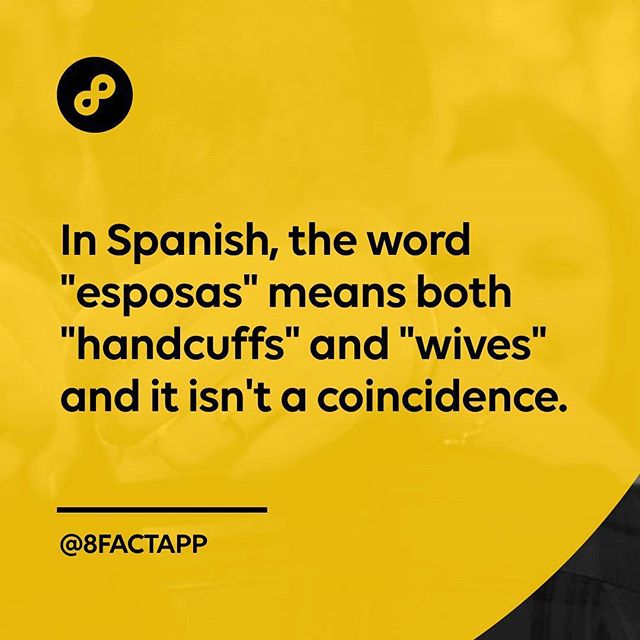 In Spanish, the word
"esposas" means both
"handcuffs" and "wives"
and it isn't a coincidence.
@8FACTAPP